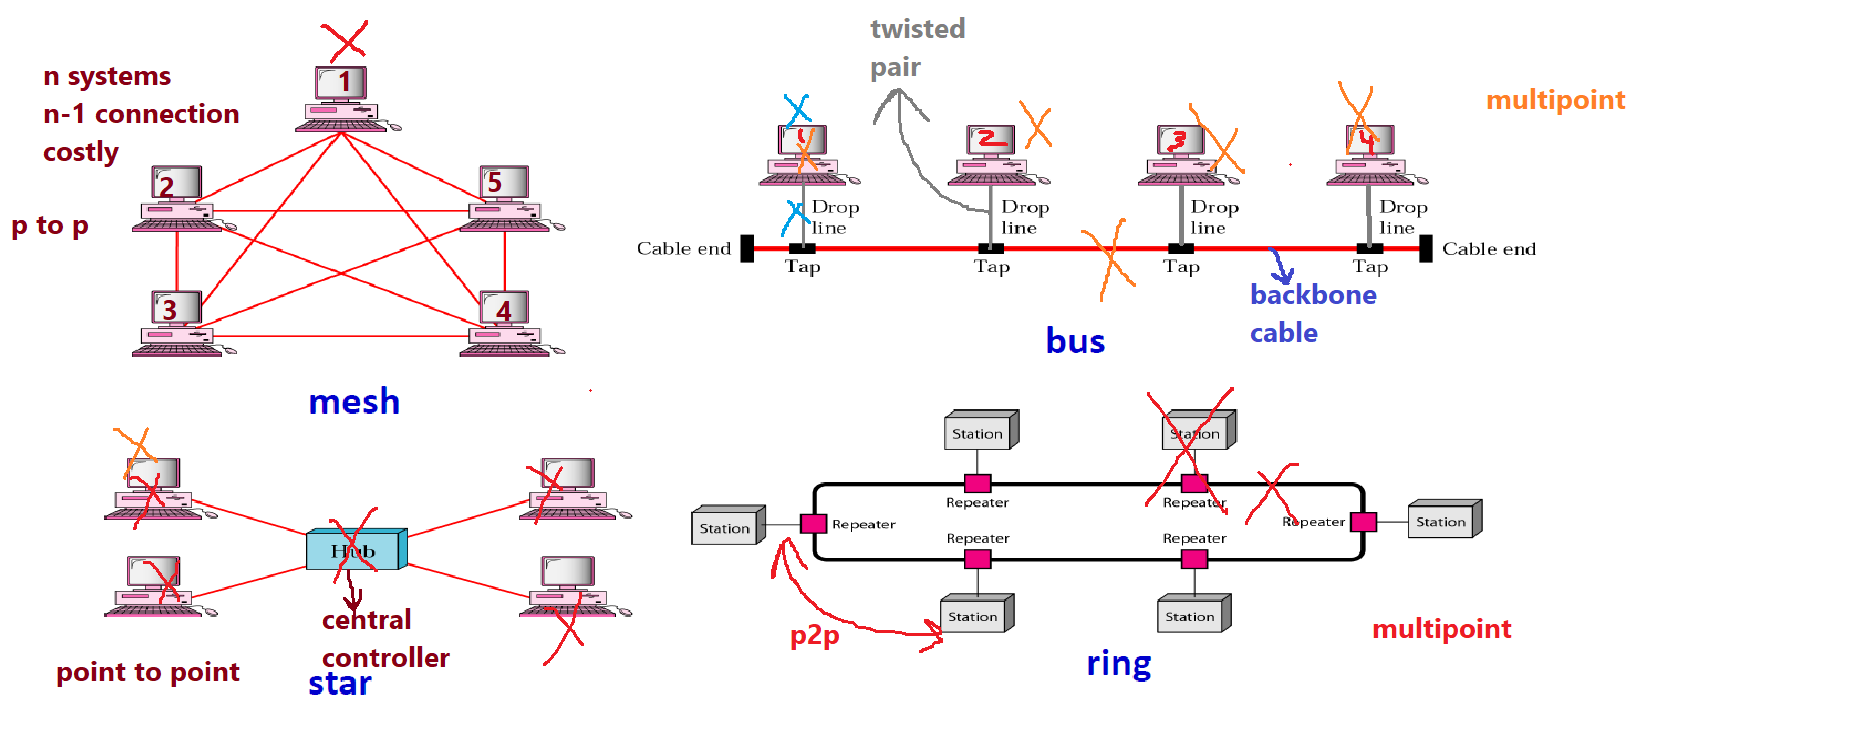 n systems
n-1 connection
costly
p to p
1
2
5
3
4
mesh
twisted
pair
multipoint
1
2
3
4
Drop
line
Drop
line
Drop
line
Drop
line
Cable end
Tap
Tap
Tap
Tap
Cable end
backbone
cable
bus
Hub
central
controller
point to point
star
Station
Station
Repeater
Repeater
Station
Repeater
Repeater
Station
Repeater
Repeater
Station
Station
p2p
multipoint
ring